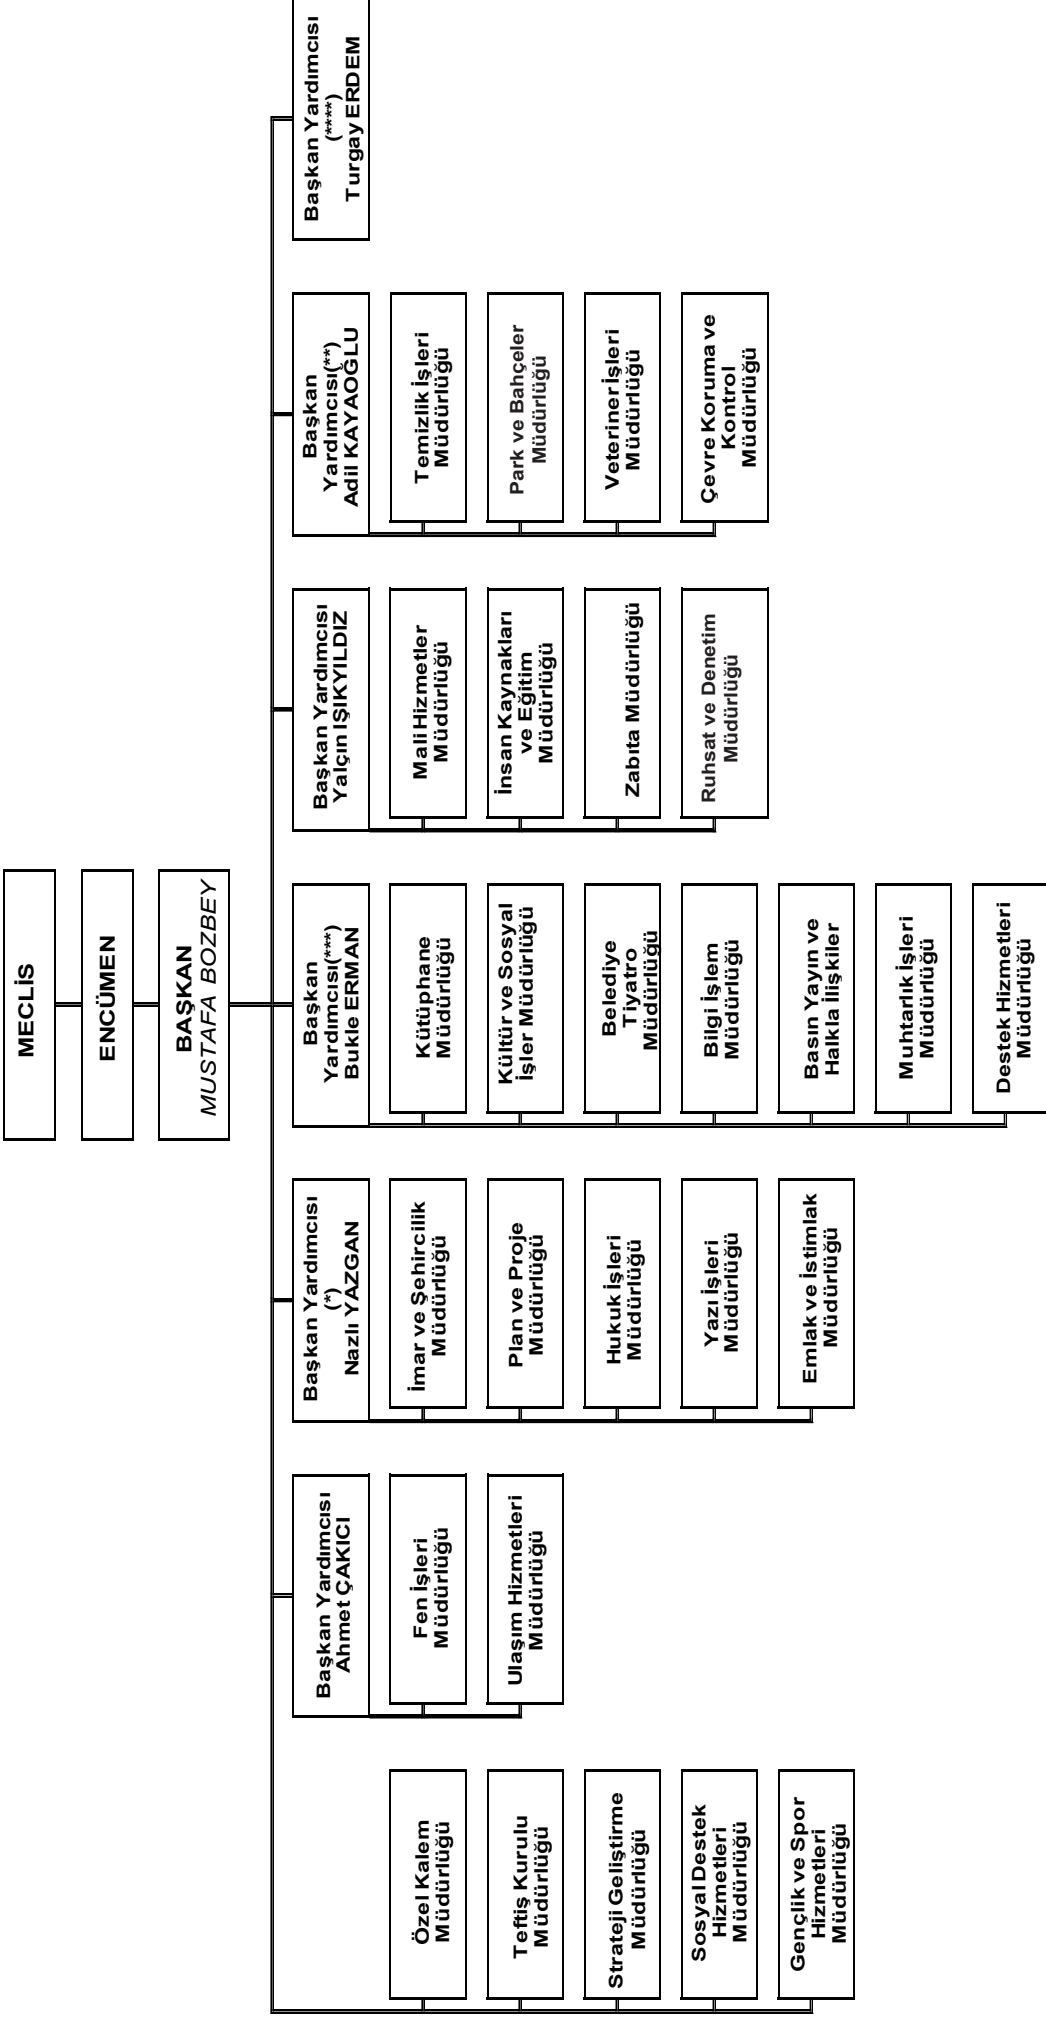 MECLİS
ENCÜMEN
BAŞKAN
MUSTAFA BOZBEY
Özel Kalem
Müdürlüğü
Teftiş Kurulu
Müdürlüğü
Strateji Geliştirme
Müdürlüğü
Sosyal Destek
Hizmetleri
Müdürlüğü
Gençlik ve Spor
Hizmetleri
Müdürlüğü
Başkan Yardımcısı
Ahmet ÇAKICI
Fen İşleri
Müdürlüğü
Ulaşım Hizmetleri
Müdürlüğü
Başkan Yardımcısı
(*)
Nazlı YAZGAN
İmar ve Şehircilik
Müdürlüğü
Plan ve Proje
Müdürlüğü
Hukuk İşleri
Müdürlüğü
Yazı İşleri
Müdürlüğü
Emlak ve İstimlak
Müdürlüğü
Başkan
Yardımcısı(***)
Bukle ERMAN
Kütüphane
Müdürlüğü
Kültür ve Sosyal
İşler Müdürlüğü
Belediye
Tiyatro
Müdürlüğü
Bilgi İşlem
Müdürlüğü
Basın Yayın ve
Halkla İlişkiler
Muhtarlık İşleri
Müdürlüğü
Destek Hizmetleri
Müdürlüğü
Başkan Yardımcısı
Yalçın IŞIKYILDIZ
Mali Hizmetler
Müdürlüğü
İnsan Kaynakları
ve Eğitim
Müdürlüğü
Zabıta Müdürlüğü
Ruhsat ve Denetim
Müdürlüğü
Başkan
Yardımcısı(**)
Adil KAYAOĞLU
Temizlik İşleri
Müdürlüğü
Park ve Bahçeler
Müdürlüğü
Veteriner İşleri
Müdürlüğü
Çevre Koruma ve
Kontrol
Müdürlüğü
Başkan Yardımcısı
(****)
Turgay ERDEM